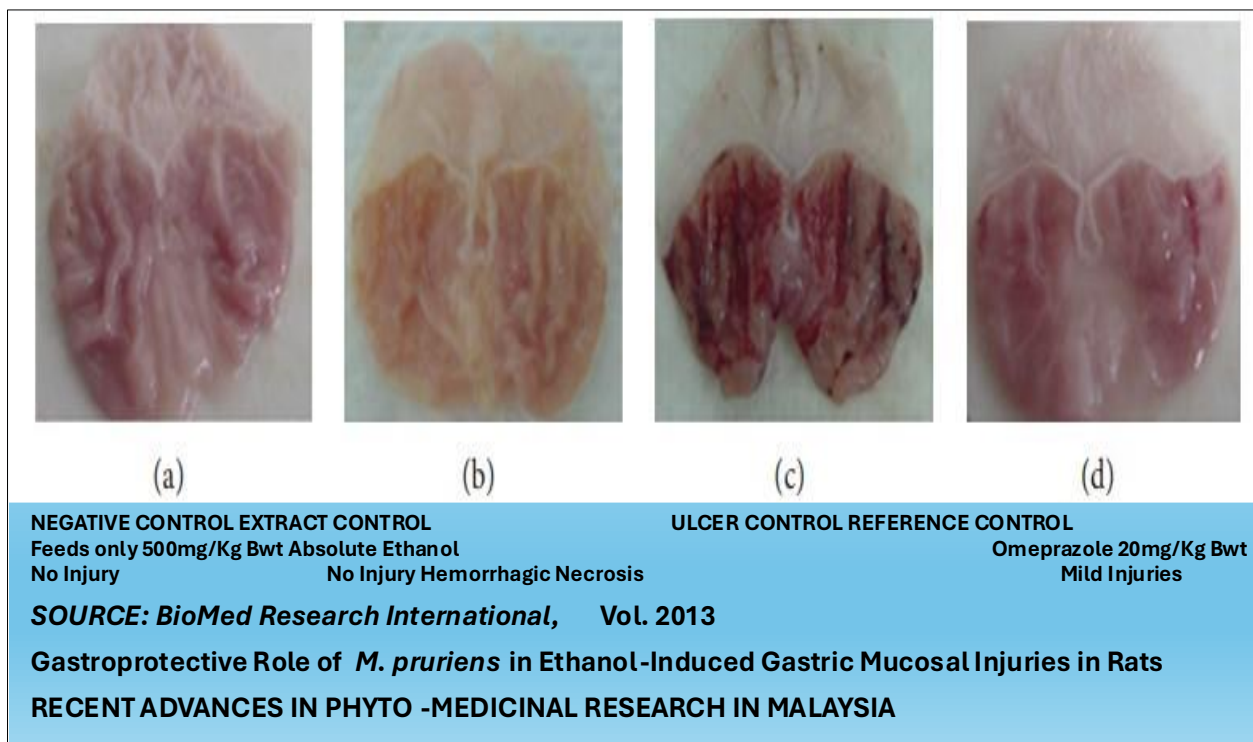 (a) (b) (c) (d)
NEGATIVE CONTROL EXTRACT CONTROL ULCER CONTROL REFERENCE CONTROL
Feeds only 500mg/Kg Bwt Absolute Ethanol Omeprazole 20mg/Kg Bwt
No Injury No Injury Hemorrhagic Necrosis Mild Injuries
SOURCE: BioMed Research International, Vol. 2013
Gastroprotective Role of M. pruriens in Ethanol-Induced Gastric Mucosal Injuries in Rats
RECENT ADVANCES IN PHYTO -MEDICINAL RESEARCH IN MALAYSIA